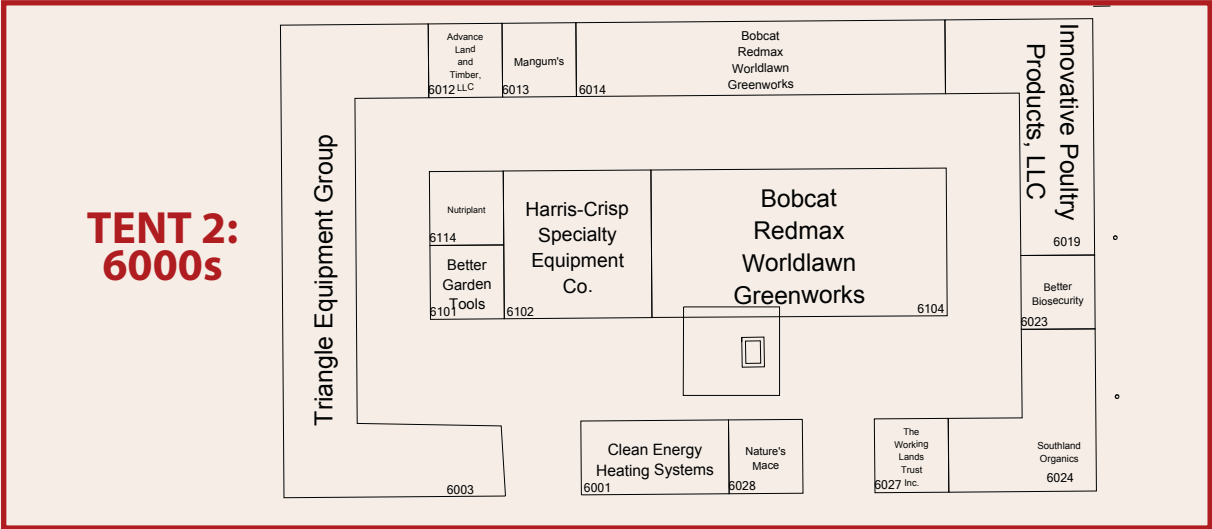 TENT 2:
6000s
Triangle Equipment Group
6003
Advance
Land
and
Timber,
LLC
6012
Mangum's
6013
Bobcat
Redmax
Worldlawn
Greenworks
6014
Innovative Poultry
Products, LLC
6019
Nutriplant
6114
Better
Garden
Tools
6101
Harris-Crisp
Specialty
Equipment
Co.
6102
Bobcat
Redmax
Worldlawn
Greenworks
6104
Better
Biosecurity
6023
Clean Energy
Heating Systems
6001
Nature's
Mace
6028
The
Working
Lands
Trust
Inc.
6027
Southland
Organics
6024